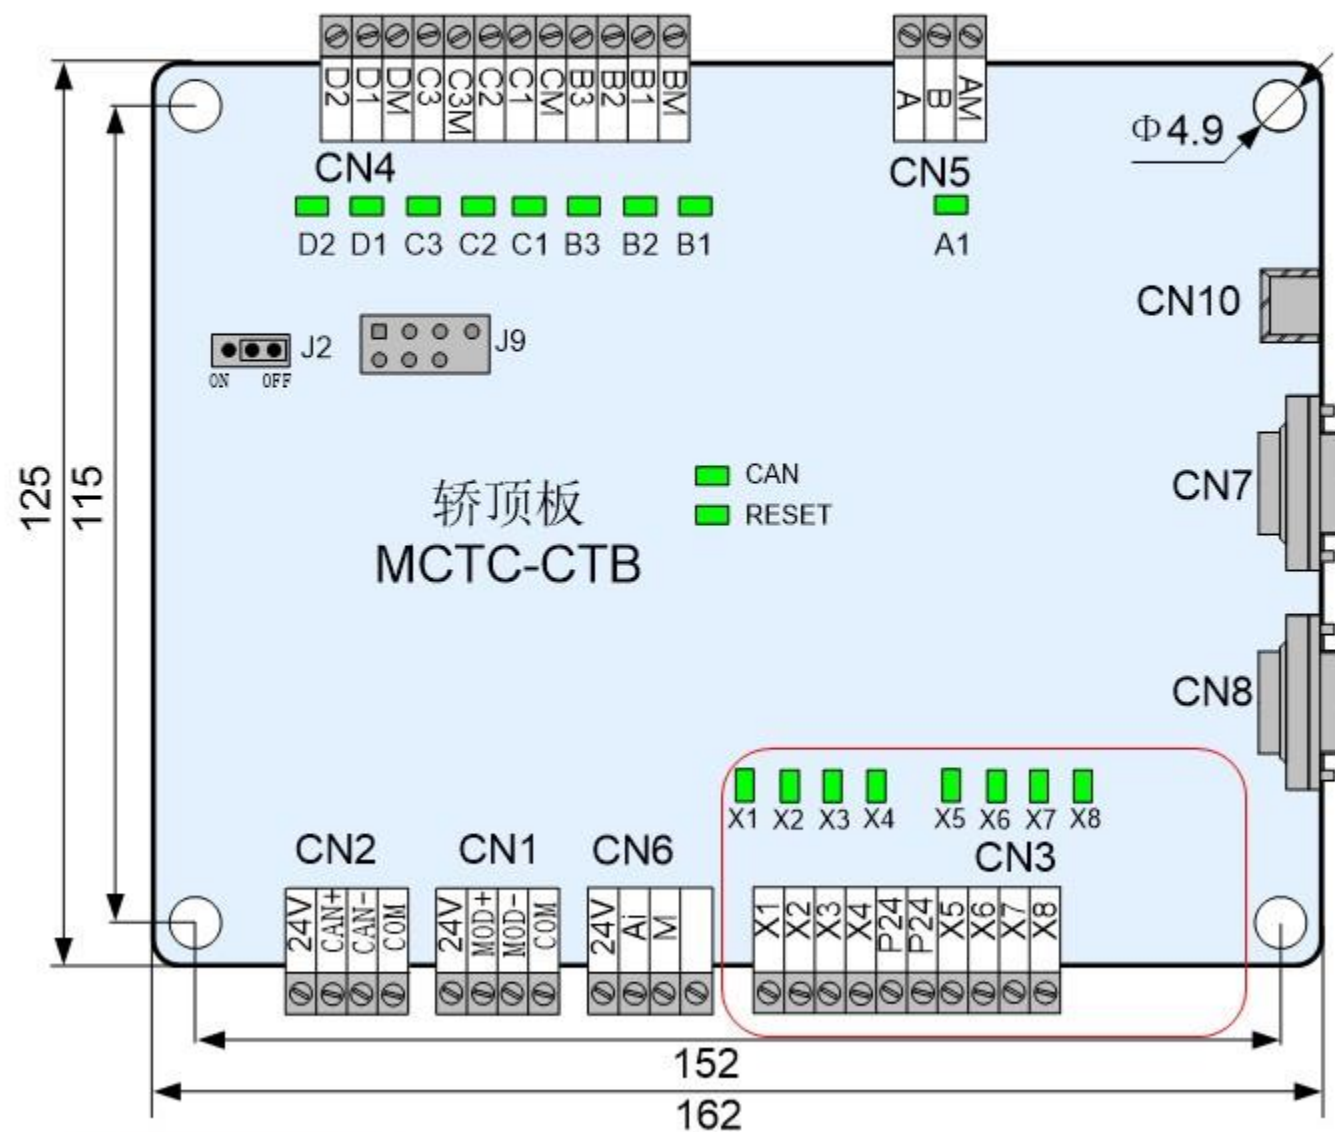 D2 D1 DM C3 C3M C2 C1 CM B3 B2 B1 BM
A B AM
Φ4.9
CN4
CN5
D2 D1 C3 C2 C1 B3 B2 B1
A1
CN10
J2
ON OFF
J9
125
115
CAN
RESET
轿顶板
MCTC-CTB
CN7
CN8
X1 X2 X3 X4 X5 X6 X7 X8
CN2
CN1
CN6
CN3
24V CAN+ CAN- COM
24V MOD+ MOD- COM
24V Ai M
X1 X2 X3 X4 P24 P24 X5 X6 X7 X8
152
162